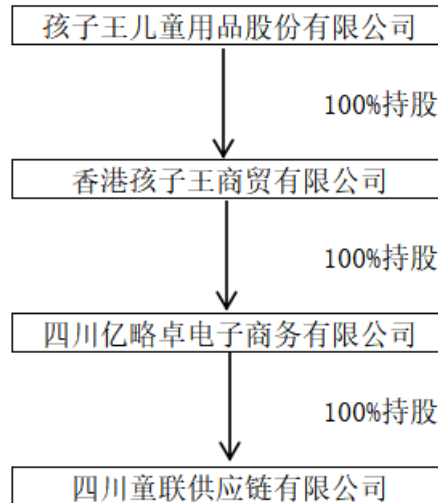 孩子王儿童用品股份有限公司
100%持股
香港孩子王商贸有限公司
100%持股
四川亿略卓电子商务有限公司
100%持股
四川童联供应链有限公司